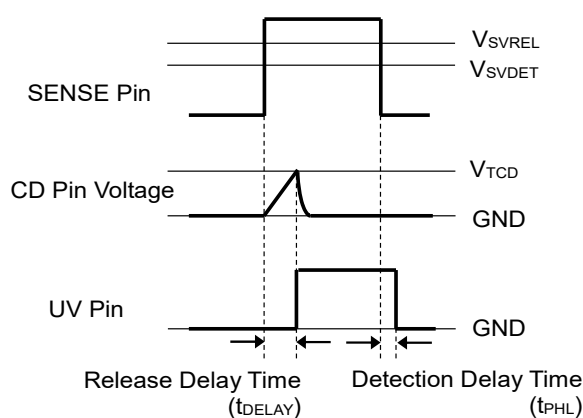 VSVREL
VSVDET
SENSE Pin
VTCD
CD Pin Voltage
GND
UV Pin
GND
Release Delay Time
(tDELAY)
Detection Delay Time
(tPHL)